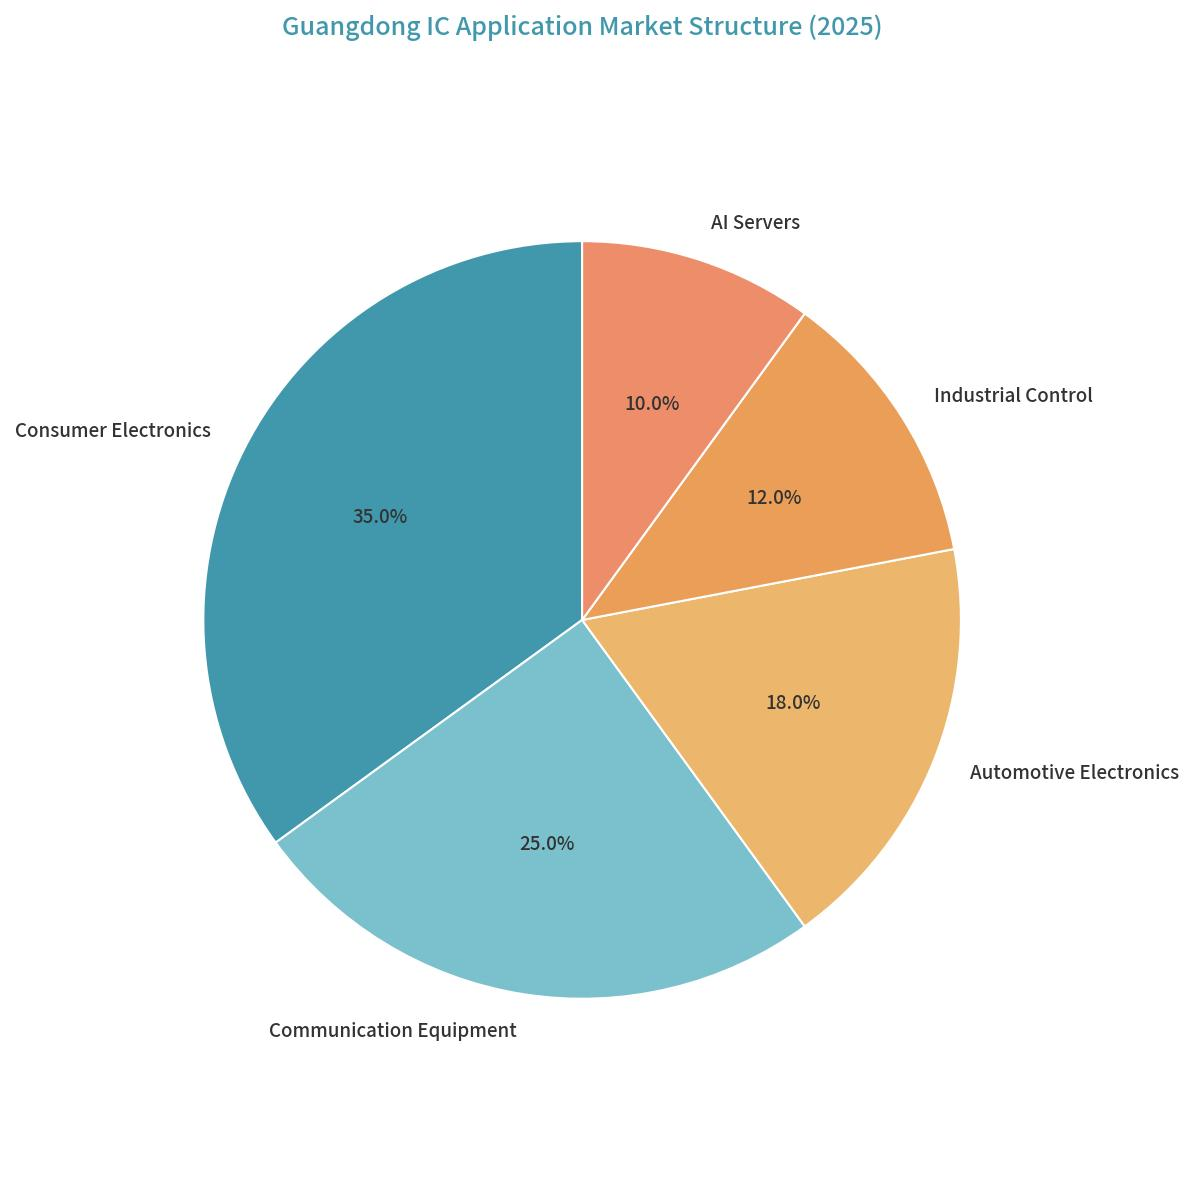 Guangdong IC Application Market Structure (2025)
AI Servers
Industrial Control
10.0%
Consumer Electronics
12.0%
35.0%
18.0%
Automotive Electronics
25.0%
Communication Equipment